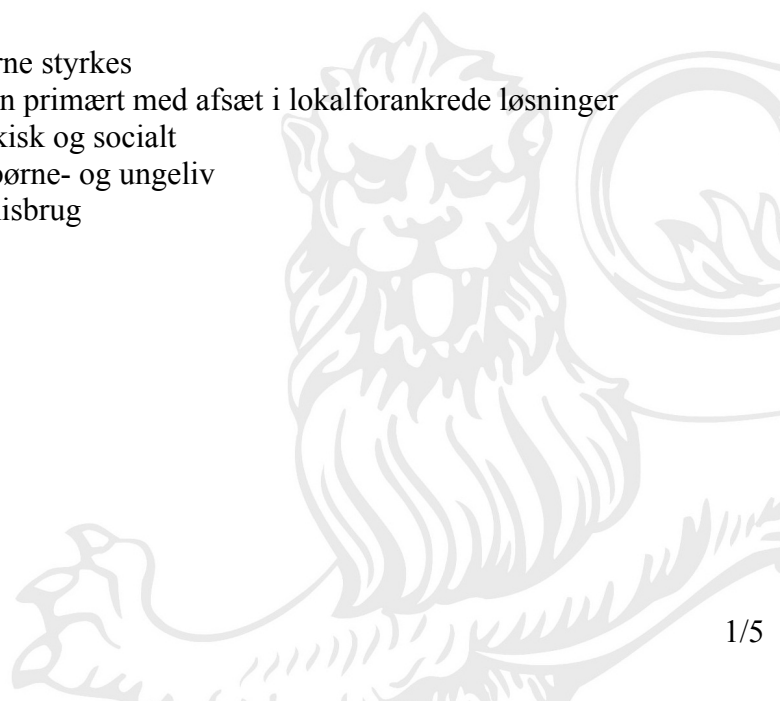 rne styrkes
n primært med afsæt i lokalforankrede løsninger
kisk og socialt
ørne- og ungeliv
isbrug
1/5